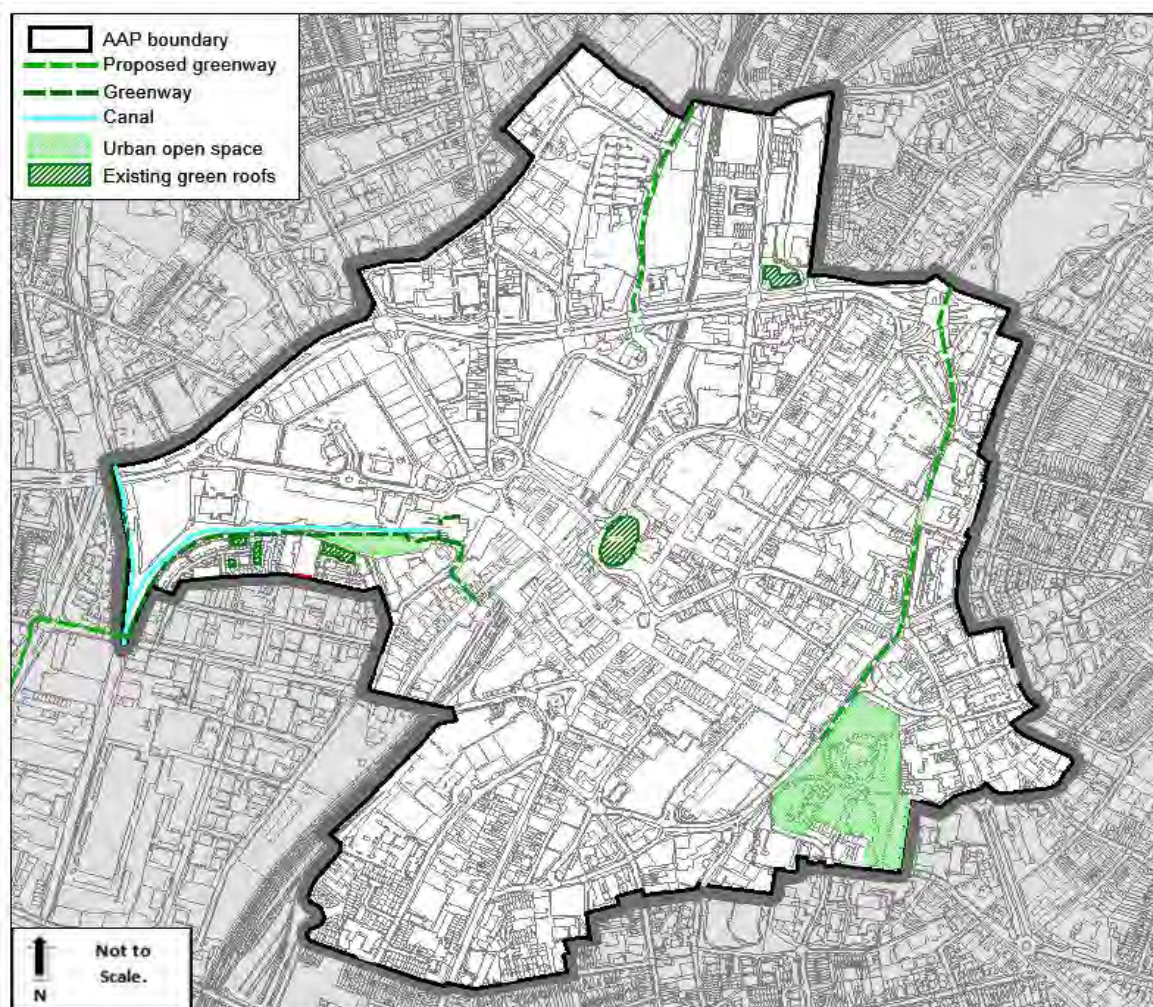 AAP boundary
Proposed greenway
Greenway
Canal
Urban open space
Existing green roofs
Not to
Scale.
N